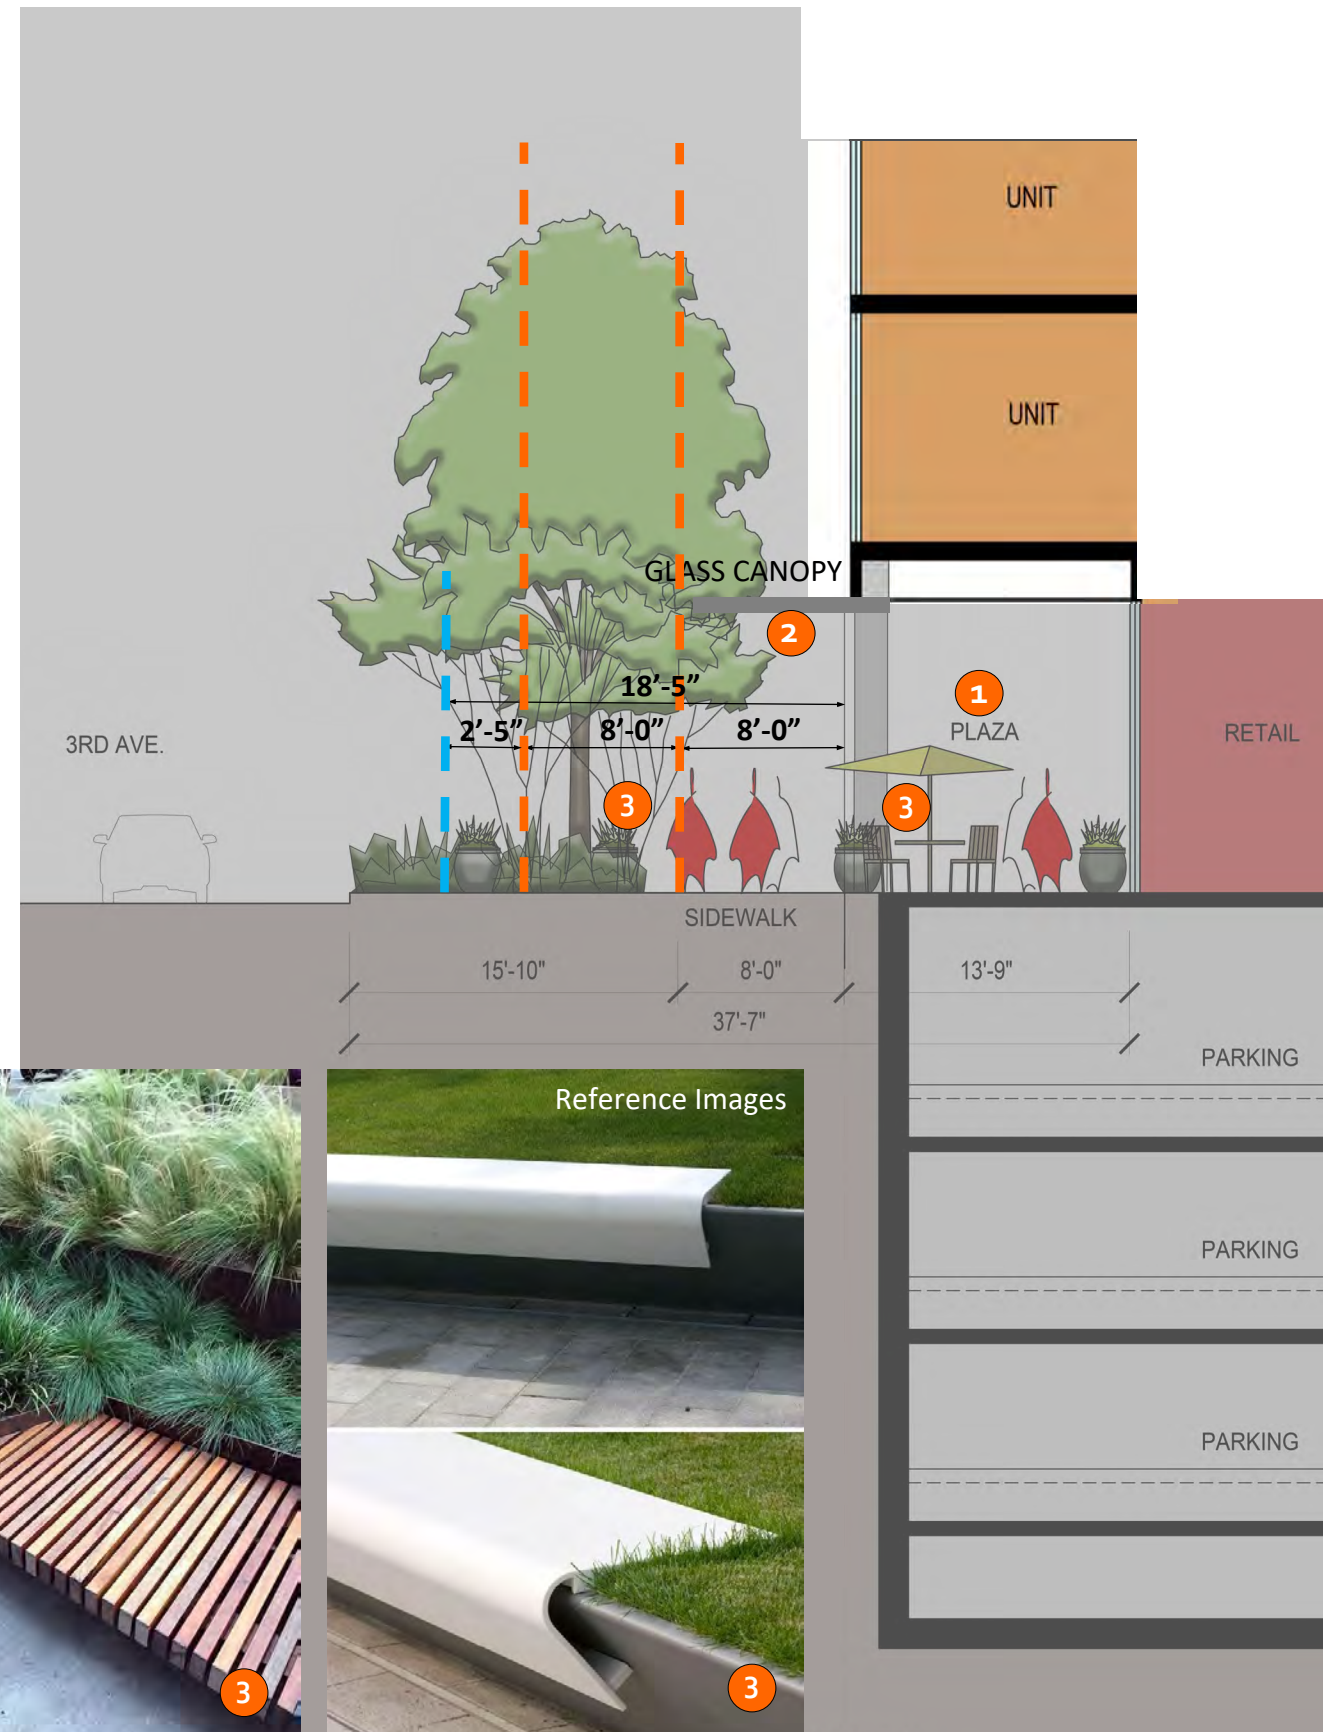 UNIT
UNIT
GLASS CANOPY
2
18’-5”
1
2’-5”
8’-0”
8’-0”
PLAZA
3RD AVE.
RETAIL
3
3
SIDEWALK
15'-10"
8'-0"
13'-9"
37'-7"
PARKING
Reference Images
PARKING
PARKING
3
3